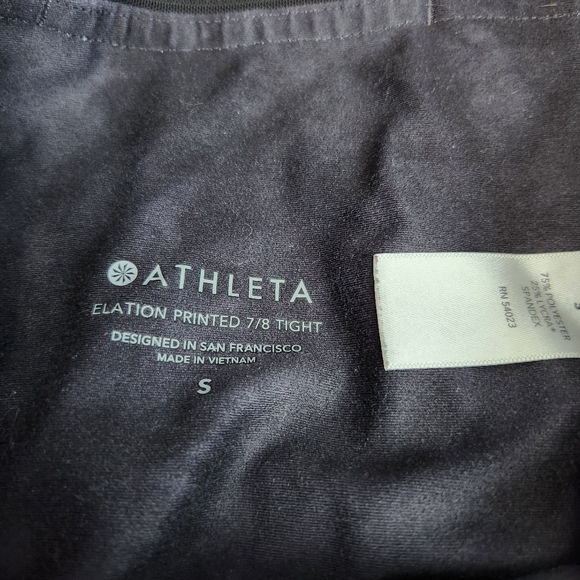 ATHLETA
ELATION PRINTED 7/8 TIGHT
DESIGNED IN SAN FRANCISCO
MADE IN VIETNAM
S
75% POLYESTER
25% LYCRA®
SPANDEX
RN 54023